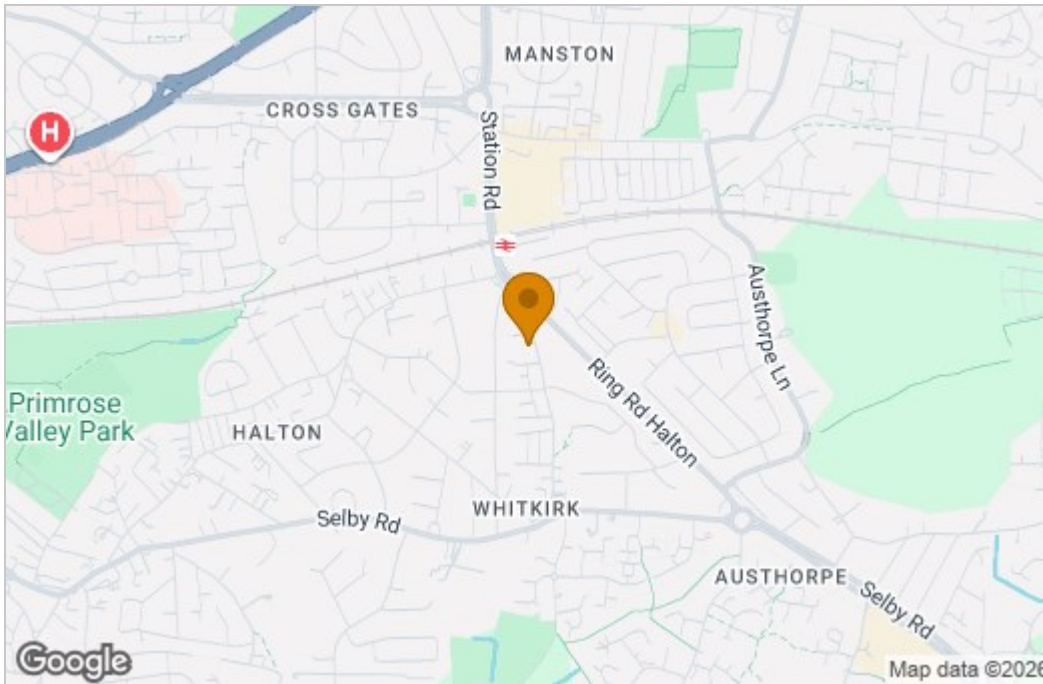 MANSTON
CROSS GATES
H
Station Rd
Austhorpe Ln
Primrose
Valley Park
HALTON
Ring Rd Halton
WHITKIRK
Selby Rd
AUSTHORPE
Selby Rd
Google
Map data ©2026